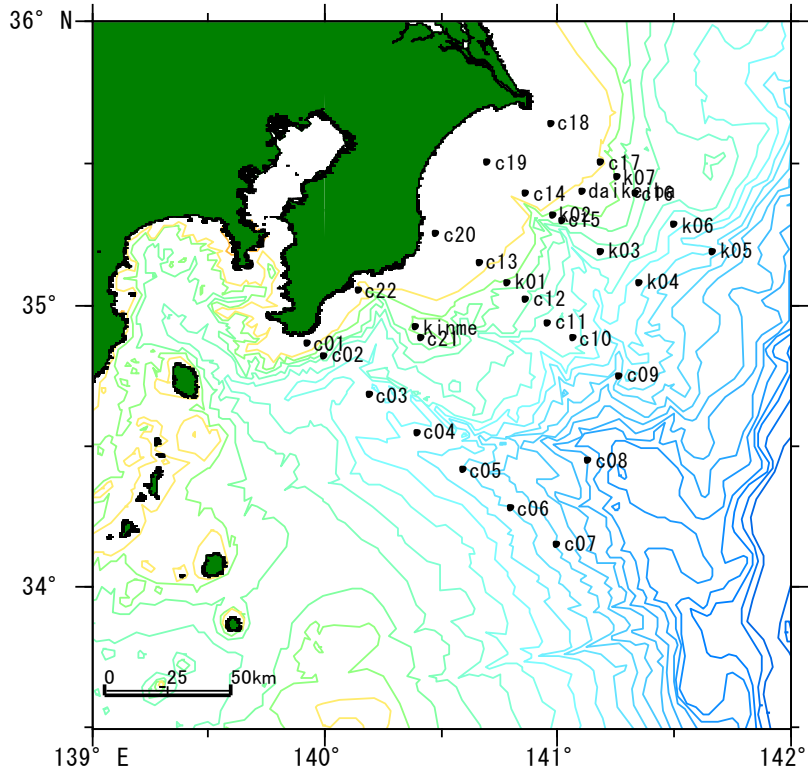 36° N
c18
c19
c17
k07
c14
daikeiba
c16
k02
c15
c20
k06
k03
k05
c13
k01
k04
c22
c12
kinme
c11
c21
c10
c01
c02
35°
c09
c03
c04
c08
c05
c06
c07
34°
0 25 50km
139° E
140°
141°
142°